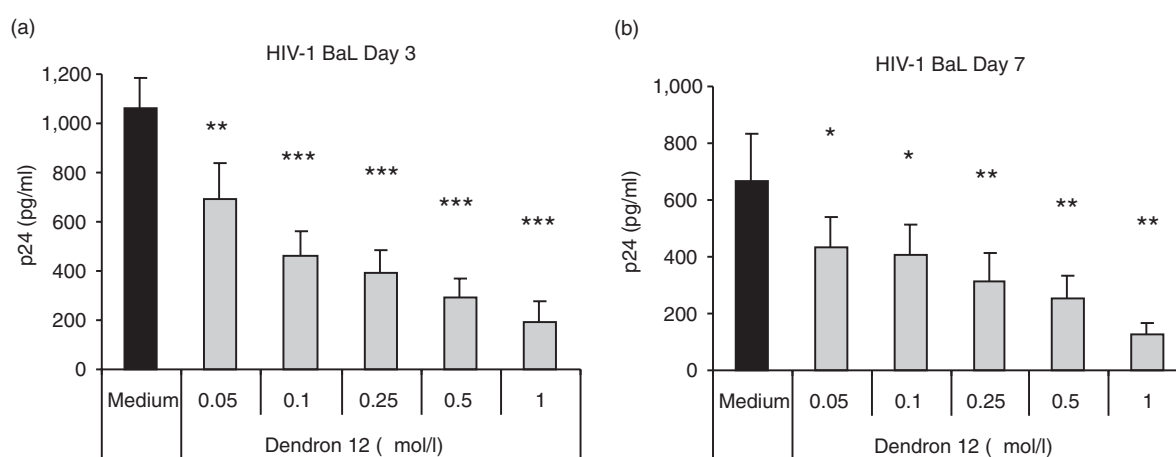 (a)
HIV-1 BaL Day 3
1,200
1,000
800
600
400
200
0
p24 (pg/ml)
**
***
***
***
***
Medium 0.05 0.1 0.25 0.5 1
Dendron 12 ( mol/l)
(b)
HIV-1 BaL Day 7
1,000
800
600
400
200
0
p24 (pg/ml)
*
*
**
**
**
Medium 0.05 0.1 0.25 0.5 1
Dendron 12 ( mol/l)